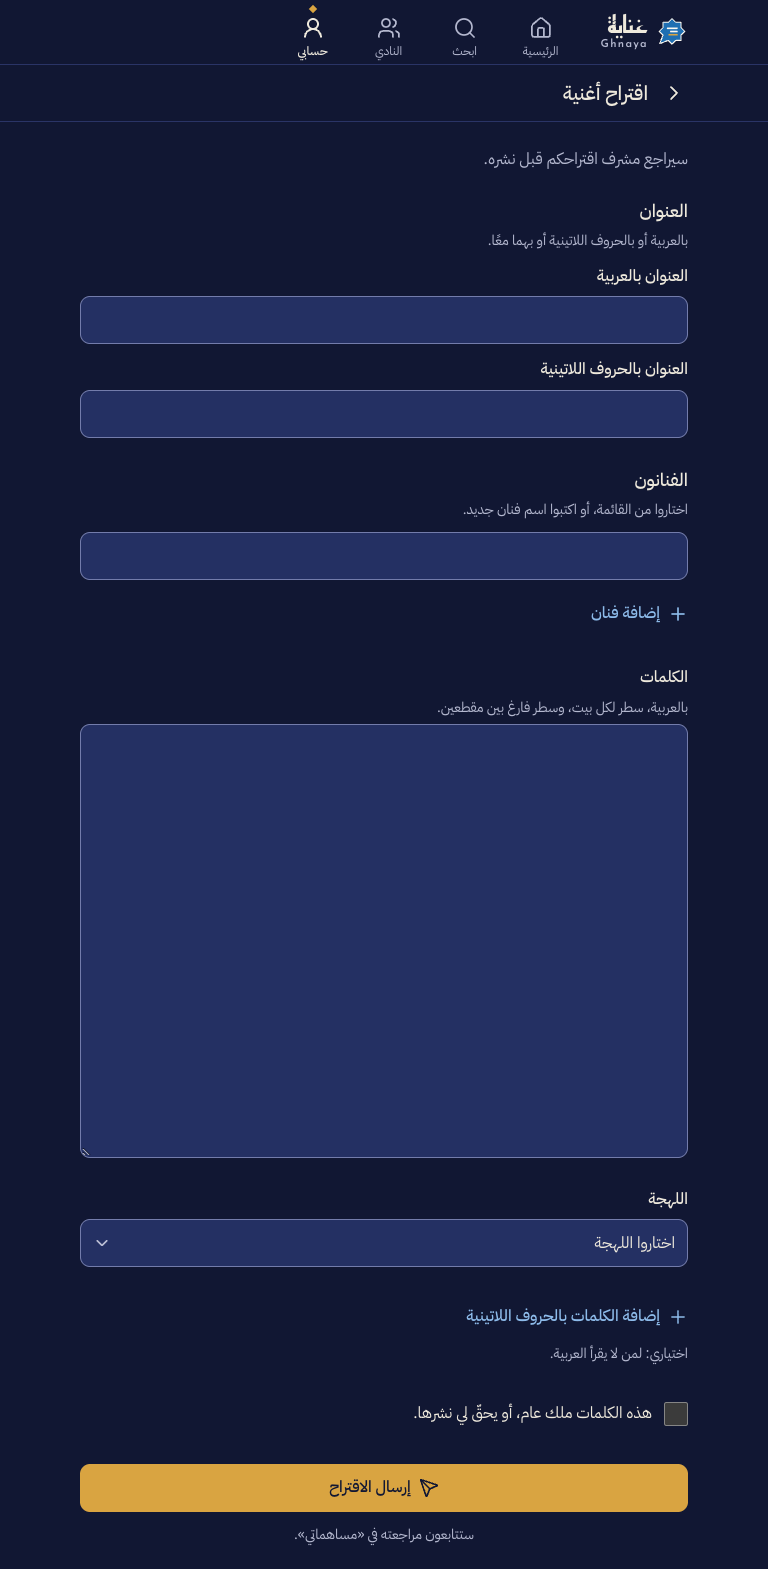 غناية
Ghnaya
الرئيسية
ابحث
النادي
حسابي
اقتراح أغنية
سيراجع مشرف اقتراحكم قبل نشره.
العنوان
بالعربية أو بالحروف اللاتينية أو بهما معًا.
العنوان بالعربية
العنوان بالحروف اللاتينية
الفنانون
اختاروا من القائمة، أو اكتبوا اسم فنان جديد.
إضافة فنان
الكلمات
بالعربية، سطر لكل بيت، وسطر فارغ بين مقطعين.
اللهجة
اختاروا اللهجة
إضافة الكلمات بالحروف اللاتينية
اختياري: لمن لا يقرأ العربية.
هذه الكلمات ملك عام، أو يحقّ لي نشرها.
إرسال الاقتراح
ستتابعون مراجعته في «مساهماتي».